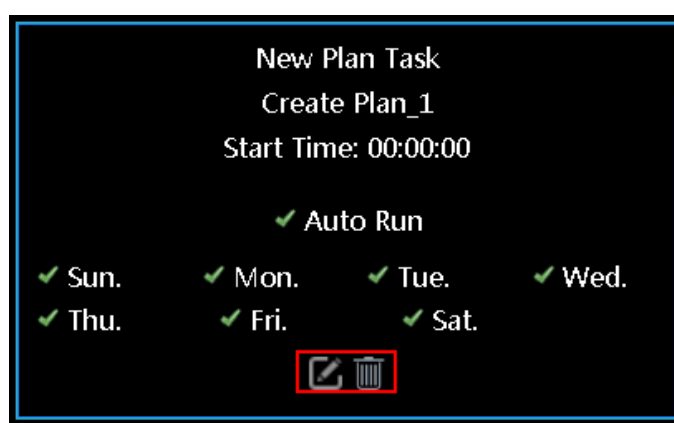 New Plan Task
Create Plan_1
Start Time: 00:00:00
Auto Run
Sun. Mon. Tue. Wed.
Thu. Fri. Sat.